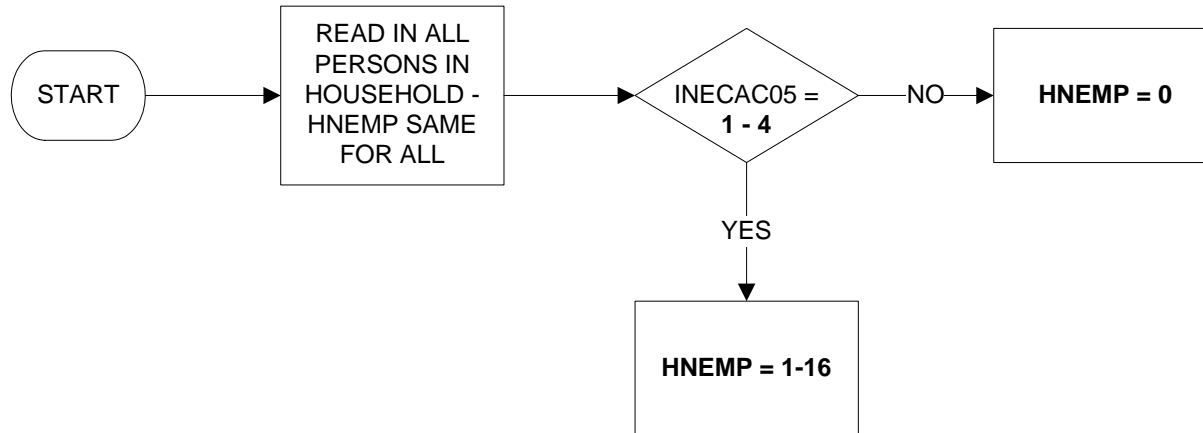 START
READ IN ALL
PERSONS IN
HOUSEHOLD -
HNEMP SAME
FOR ALL
INECAC05 =
1 - 4
NO
HNEMP = 0
YES
HNEMP = 1-16